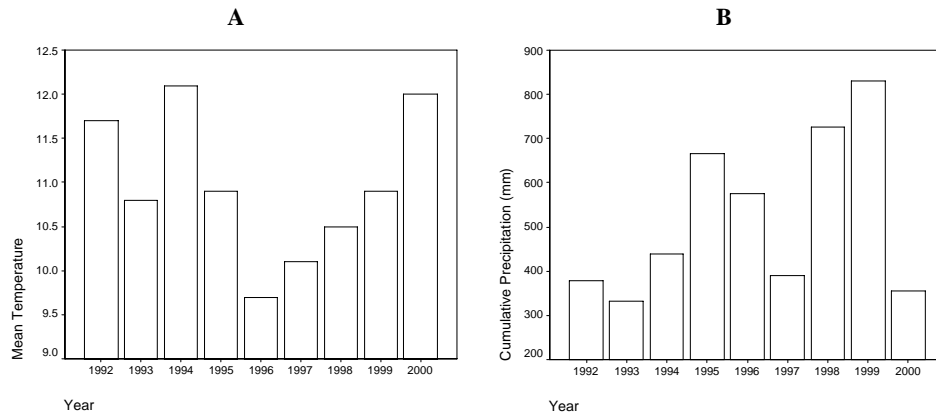 A
12.5
12.0
11.5
11.0
10.5
10.0
9.5
9.0
Mean Temperature
1992 1993 1994 1995 1996 1997 1998 1999 2000
Year
B
900
800
700
600
500
400
300
200
Cumulative Precipitation (mm)
1992 1993 1994 1995 1996 1997 1998 1999 2000
Year